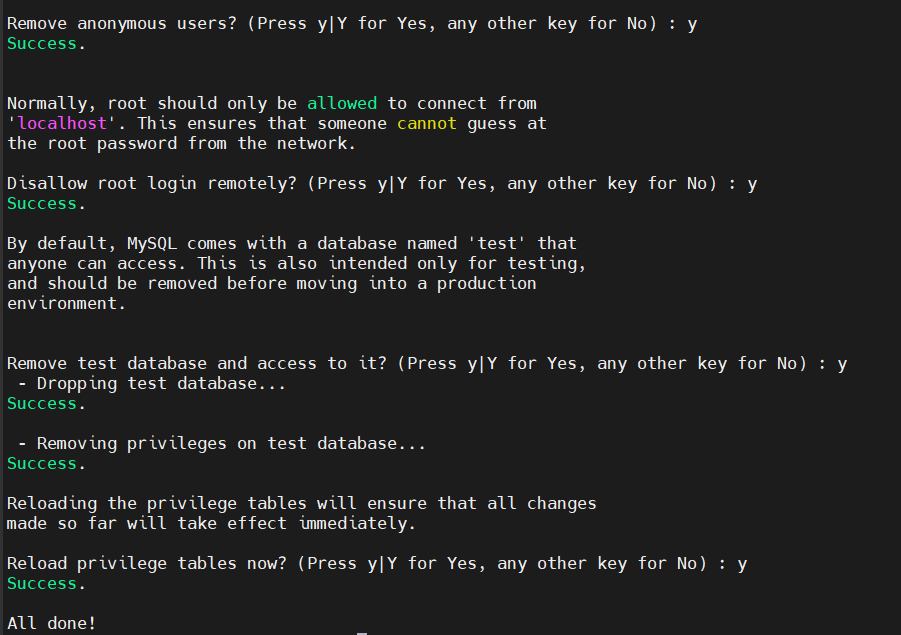 Remove anonymous users? (Press y|Y for Yes, any other key for No) : y
Success.
Normally, root should only be allowed to connect from
'localhost'. This ensures that someone cannot guess at
the root password from the network.
Disallow root login remotely? (Press y|Y for Yes, any other key for No) : y
Success.
By default, MySQL comes with a database named 'test' that
anyone can access. This is also intended only for testing,
and should be removed before moving into a production
environment.
Remove test database and access to it? (Press y|Y for Yes, any other key for No) : y
 - Dropping test database...
Success.
 - Removing privileges on test database...
Success.
Reloading the privilege tables will ensure that all changes
made so far will take effect immediately.
Reload privilege tables now? (Press y|Y for Yes, any other key for No) : y
Success.
All done!